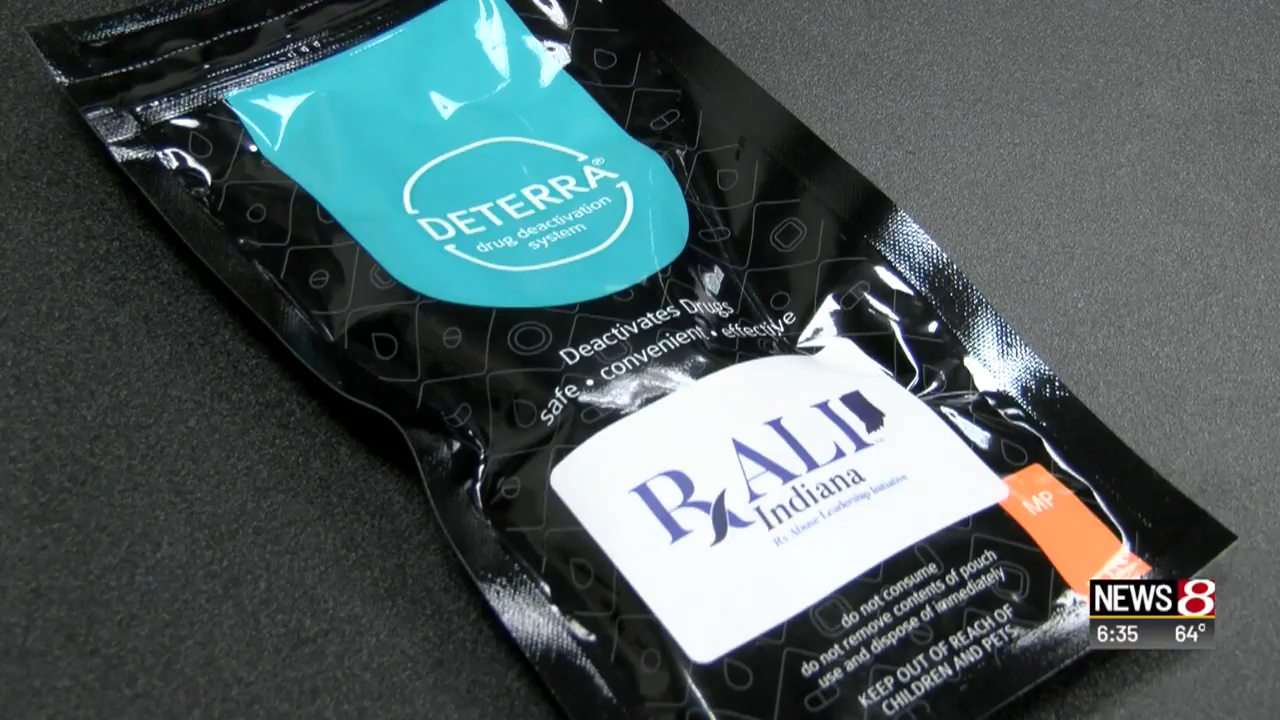 DETERRA®
drug deactivation
system
Deactivates Drugs
safe • convenient • effective
RxALI
Indiana
Rx Abuse Leadership Initiative
MP
do not consume
do not remove contents of pouch
use and dispose of immediately
KEEP OUT OF REACH OF
CHILDREN AND PETS
NEWS 8
6:35 64°